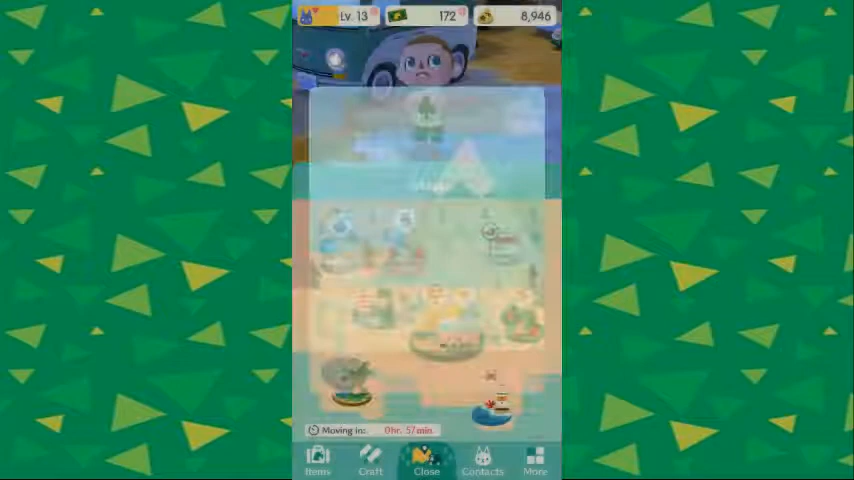 Lv. 13
172
8,946
Moving in: 0hr. 57min.
Items
Craft
Close
Contacts
More